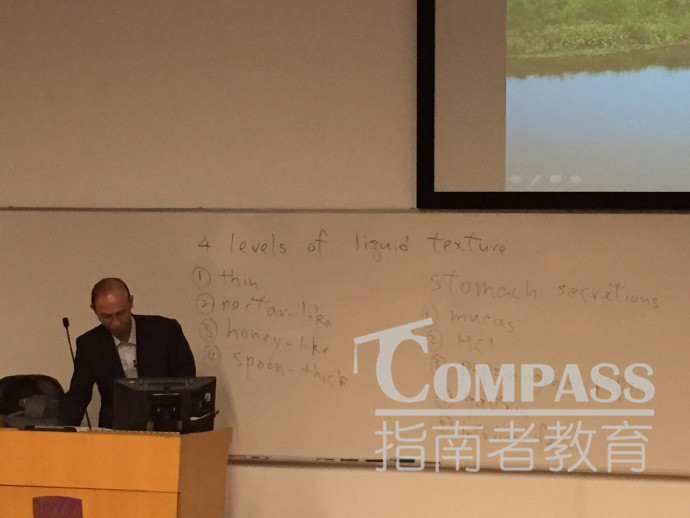 4 levels of liquid texture
① thin
② nectar-like
③ honey-like
④ spoon-thick
stomach secretions
① mucus
② HCl
③
COMPASS
指南者教育